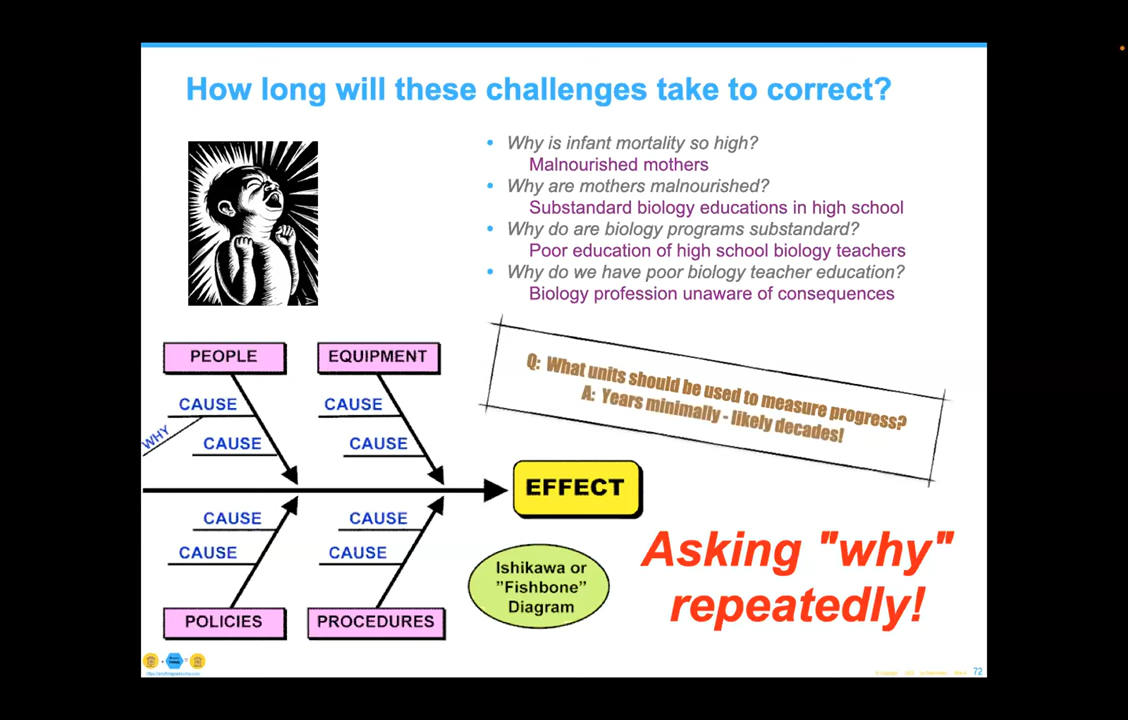 How long will these challenges take to correct?
Why is infant mortality so high?
Malnourished mothers
Why are mothers malnourished?
Substandard biology educations in high school
Why do are biology programs substandard?
Poor education of high school biology teachers
Why do we have poor biology teacher education?
Biology profession unaware of consequences
Q: What units should be used to measure progress?
A: Years minimally - likely decades!
PEOPLE
EQUIPMENT
CAUSE
CAUSE
WHY
CAUSE
CAUSE
EFFECT
CAUSE
CAUSE
CAUSE
CAUSE
POLICIES
PROCEDURES
Ishikawa or
"Fishbone”
Diagram
Asking "why"
repeatedly!
72